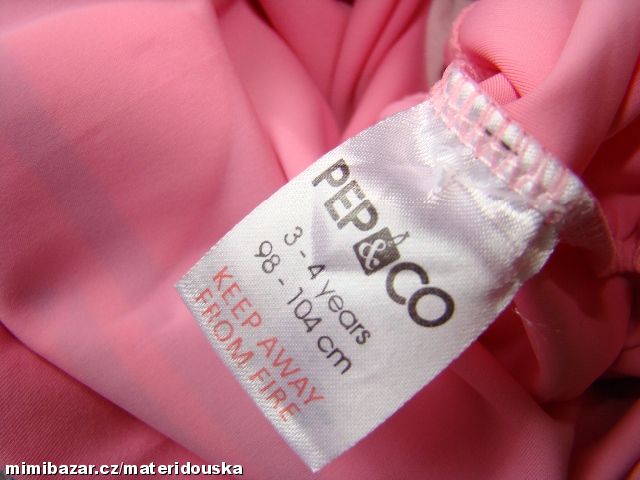 PEP&CO
3 - 4 years
98 - 104 cm
KEEP AWAY
FROM FIRE
mimibazar.cz/materidouska